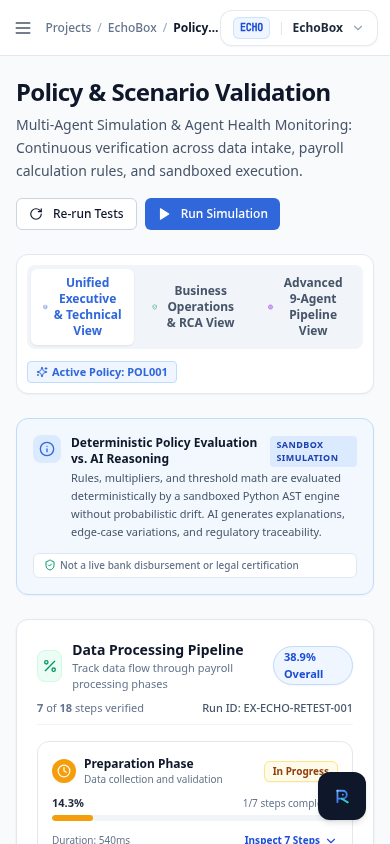 Projects / EchoBox / Policy...
ECHO
EchoBox
Policy & Scenario Validation
Multi-Agent Simulation & Agent Health Monitoring:
Continuous verification across data intake, payroll
calculation rules, and sandboxed execution.
Re-run Tests
Run Simulation
Unified
Executive
& Technical
View
Business
Operations
& RCA View
Advanced
9-Agent
Pipeline
View
Active Policy: POL001
Deterministic Policy Evaluation
vs. AI Reasoning
SANDBOX
SIMULATION
Rules, multipliers, and threshold math are evaluated
deterministically by a sandboxed Python AST engine
without probabilistic drift. AI generates explanations,
edge-case variations, and regulatory traceability.
Not a live bank disbursement or legal certification
Data Processing Pipeline
Track data flow through payroll
processing phases
38.9%
Overall
7 of 18 steps verified
Run ID: EX-ECHO-RETEST-001
Preparation Phase
Data collection and validation
In Progress
14.3%
1/7 steps
Duration: 540ms
Inspect 7 Steps